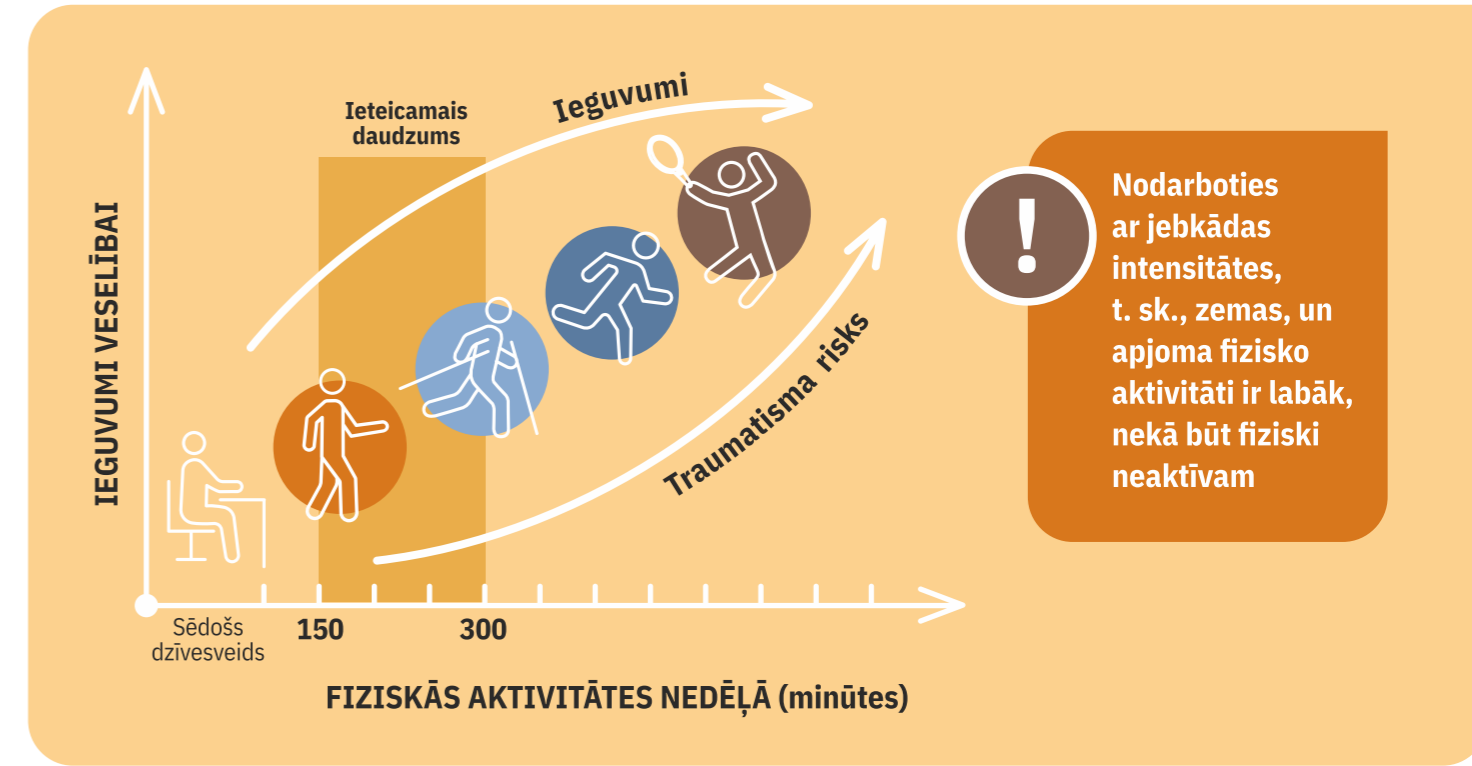 Ieteicamais
daudzums
Ieguvumi
IEGUVUMI VESELĪBAI
Traumatisma risks
Sēdošs
dzīvesveids
150
300
FIZISKĀS AKTIVITĀTES NEDĒĻĀ (minūtes)
!
Nodarboties
ar jebkādas
intensitātes,
t. sk., zemas, un
apjoma fizisko
aktivitāti ir labāk,
nekā būt fiziski
neaktīvam